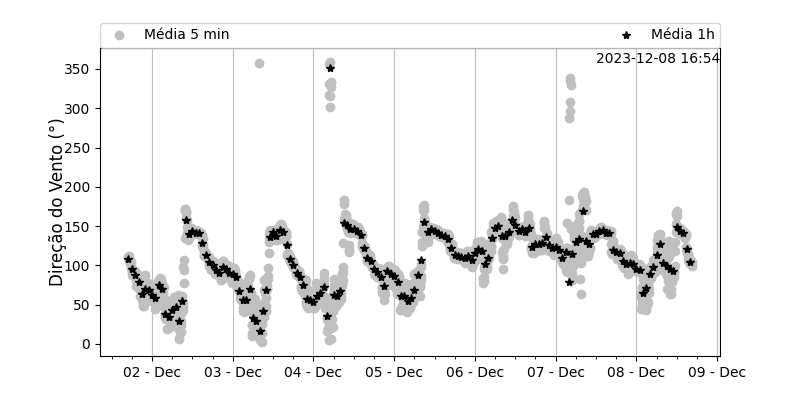 Média 5 min
Média 1h
2023-12-08 16:54
Direção do Vento (°)
350
300
250
200
150
100
50
0
02 - Dec
03 - Dec
04 - Dec
05 - Dec
06 - Dec
07 - Dec
08 - Dec
09 - Dec